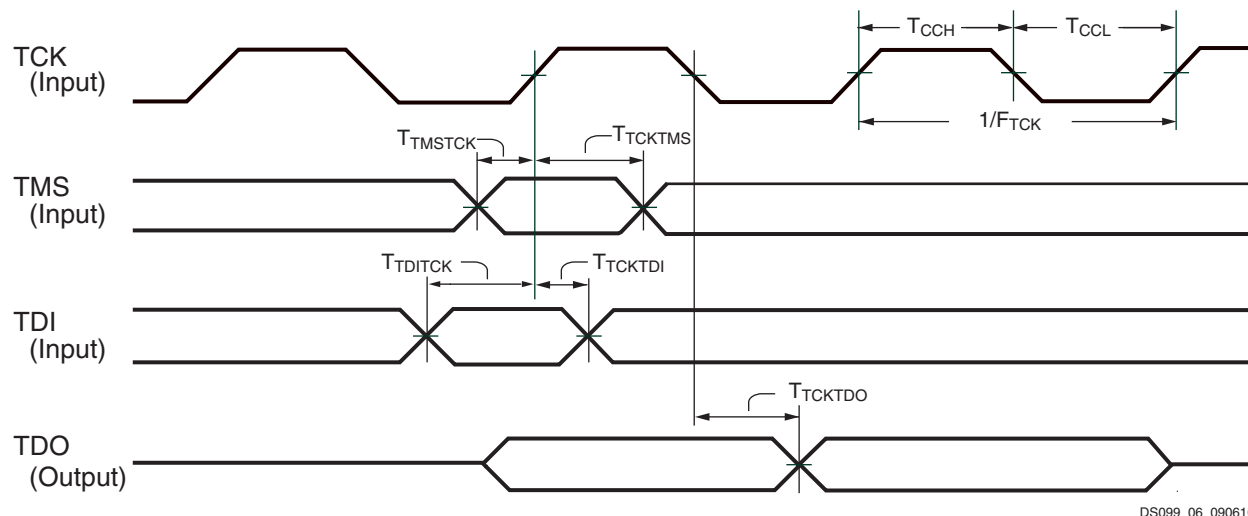 TCCH
TCCL
TCK
(Input)
1/FTCK
TTMSTCK
TTCKTMS
TMS
(Input)
TTDITCK
TTCKTDI
TDI
(Input)
TTCKTDO
TDO
(Output)